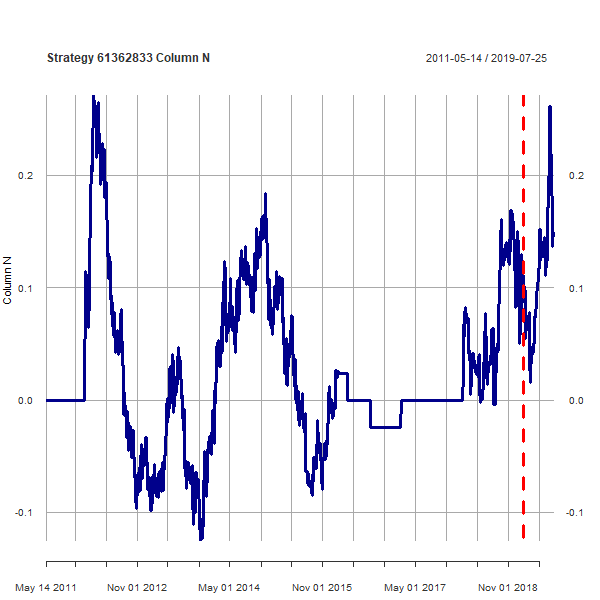 Strategy 61362833 Column N
2011-05-14 / 2019-07-25
Column N
0.2
0.2
0.1
0.1
0.0
0.0
-0.1
-0.1
May 14 2011
Nov 01 2012
May 01 2014
Nov 01 2015
May 01 2017
Nov 01 2018